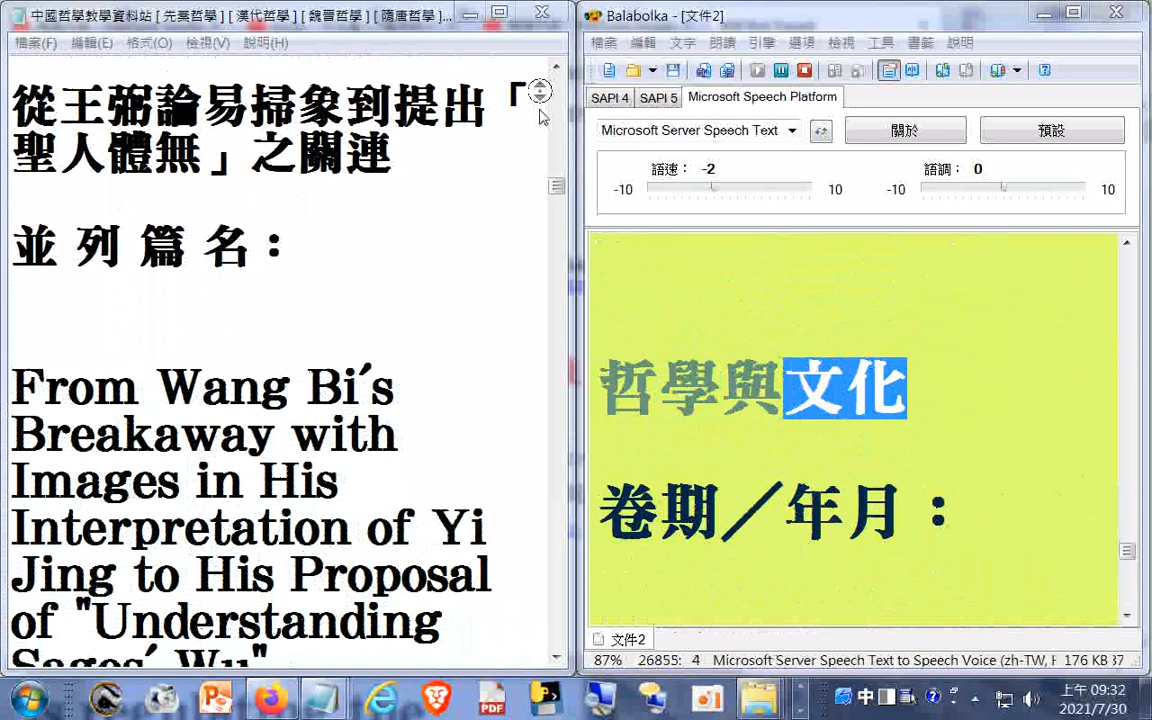 中國哲學教學資料站 [ 先秦哲學 ] [ 漢代哲學 ] [ 魏晉哲學 ] [ 隋唐哲學 ]...
檔案(F) 編輯(E) 格式(O) 檢視(V) 說明(H)
從王弼論易掃象到提出「
聖人體無」之關連
並 列 篇 名：
From Wang Bi's
Breakaway with
Images in His
Interpretation of Yi
Jing to His Proposal
of "Understanding
Sages' Wu"
Balabolka - [文件2]
檔案 編輯 文字 朗讀 引擎 選項 檢視 工具 書籤 說明
SAPI 4 SAPI 5 Microsoft Speech Platform
Microsoft Server Speech Text 關於 預設
語速： -2 語調： 0
-10 10 -10 10
哲學與文化
卷期／年月：
文件2
87% 26855: 4 Microsoft Server Speech Text to Speech Voice (zh-TW, H 176 KB 37
中 上午 09:32
2021/7/30